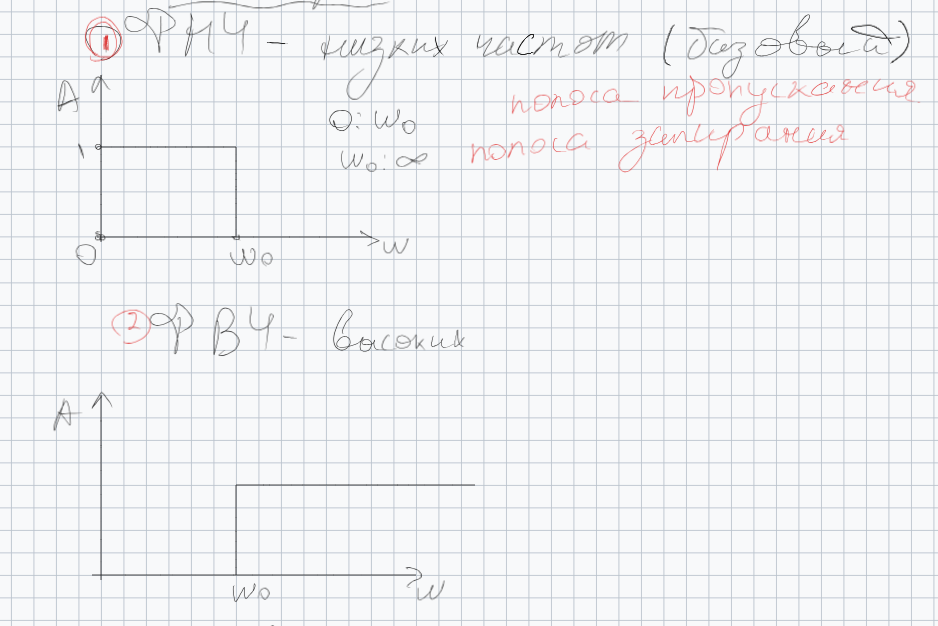 1 ФНЧ - низких частот (базовый)
A
0:w0 полоса пропускания
1
w0:∞ полоса запирания
0 w0 w
2 ФВЧ - высоких
A
w0 w